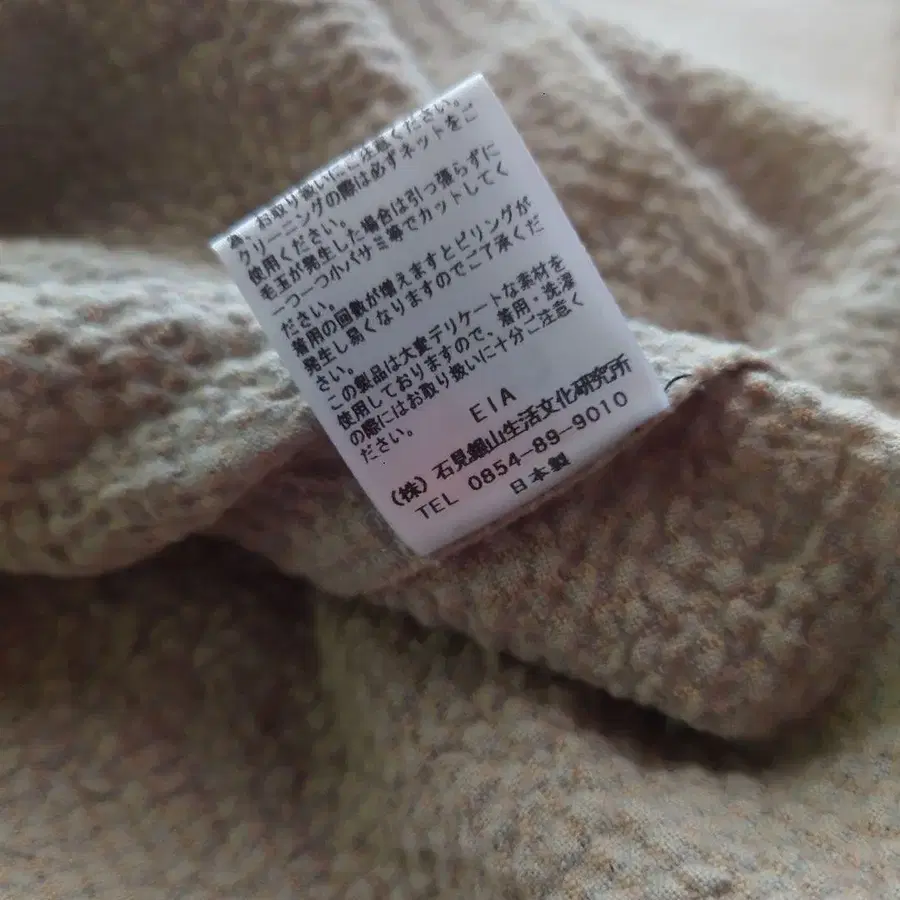 為、お取り扱いにご注意ください。
クリーニングの際は必ずネットをご
使用ください。
毛玉が発生した場合は引っ張らずに
一つ一つ小バサミ等でカットしてく
ださい。
着用の回数が増えますとピリングが
発生し易くなりますのでご了承くだ
さい。
この製品は大変デリケートな素材を
使用しておりますので、着用・洗濯
の際にはお取り扱いに十分ご注意く
ださい。
EIA
(株)石見銀山生活文化研究所
TEL 0854-89-9010
日本製